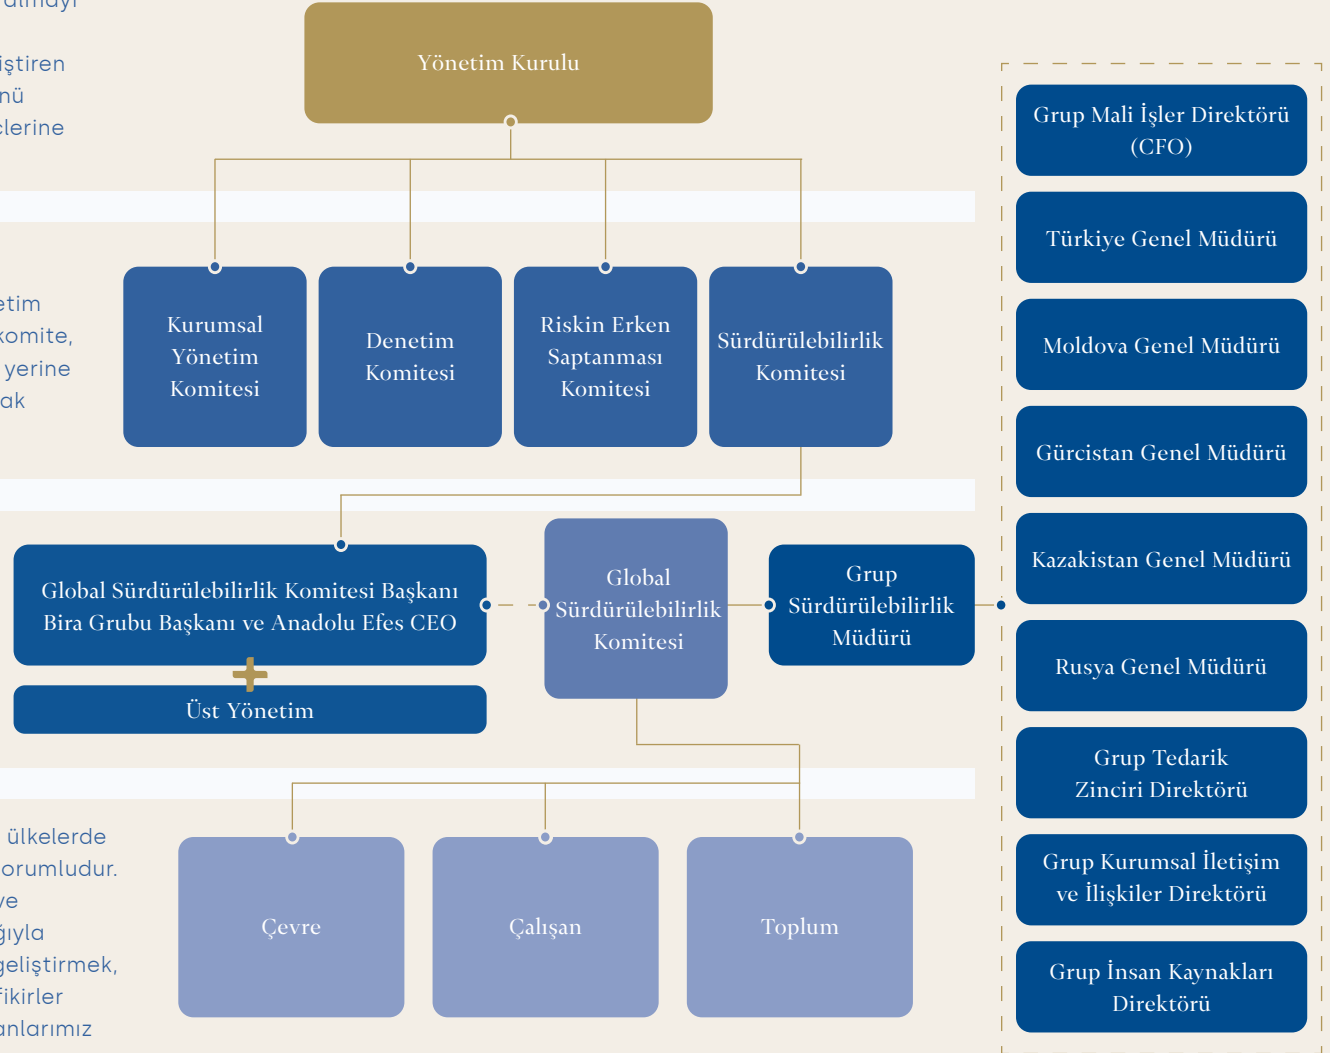 Yönetim Kurulu
iştiren
Kurumsal
Yönetim
Komitesi
Denetim
Komitesi
Riskin Erken
Saptanması
Komitesi
Sürdürülebilirlik
Komitesi
komite,
yerine
Global Sürdürülebilirlik Komitesi Başkanı
Bira Grubu Başkanı ve Anadolu Efes CEO
Üst Yönetim
Global
Sürdürülebilirlik
Komitesi
Grup
Sürdürülebilirlik
Müdürü
ülkelerde
orumludur.
ve
ğıyla
geliştirmek,
fikirler
anlarımız
Çevre
Çalışan
Toplum
Grup Mali İşler Direktörü
(CFO)
Türkiye Genel Müdürü
Moldova Genel Müdürü
Gürcistan Genel Müdürü
Kazakistan Genel Müdürü
Rusya Genel Müdürü
Grup Tedarik
Zinciri Direktörü
Grup Kurumsal İletişim
ve İlişkiler Direktörü
Grup İnsan Kaynakları
Direktörü